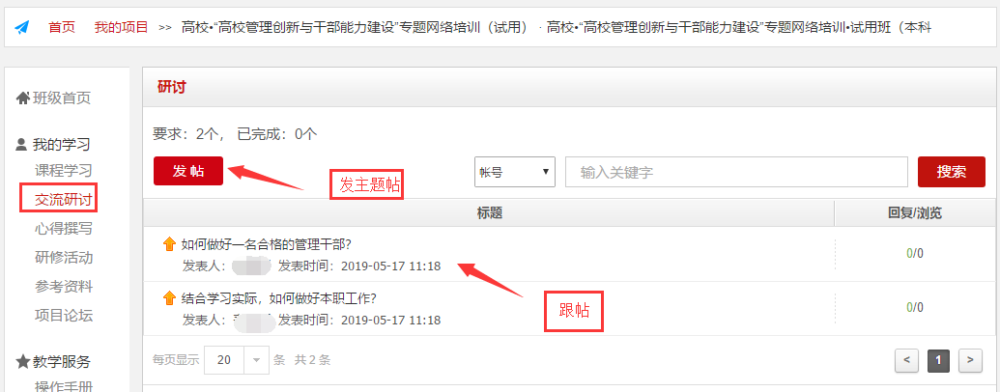 首页 我的项目 >> 高校•“高校管理创新与干部能力建设”专题网络培训（试用） · 高校•“高校管理创新与干部能力建设”专题网络培训•试用班（本科
班级首页
我的学习
课程学习
交流研讨
心得撰写
研修活动
参考资料
项目论坛
教学服务
操作手册
研讨
要求：2个， 已完成：0个
发 帖
发主题帖
帐号
输入关键字
搜索
标题 回复/浏览
如何做好一名合格的管理干部？
发表人： 发表时间：2019-05-17 11:18
0/0
跟帖
结合学习实际，如何做好本职工作？
发表人： 发表时间：2019-05-17 11:18
0/0
每页显示 20 条 共 2 条
< 1 >